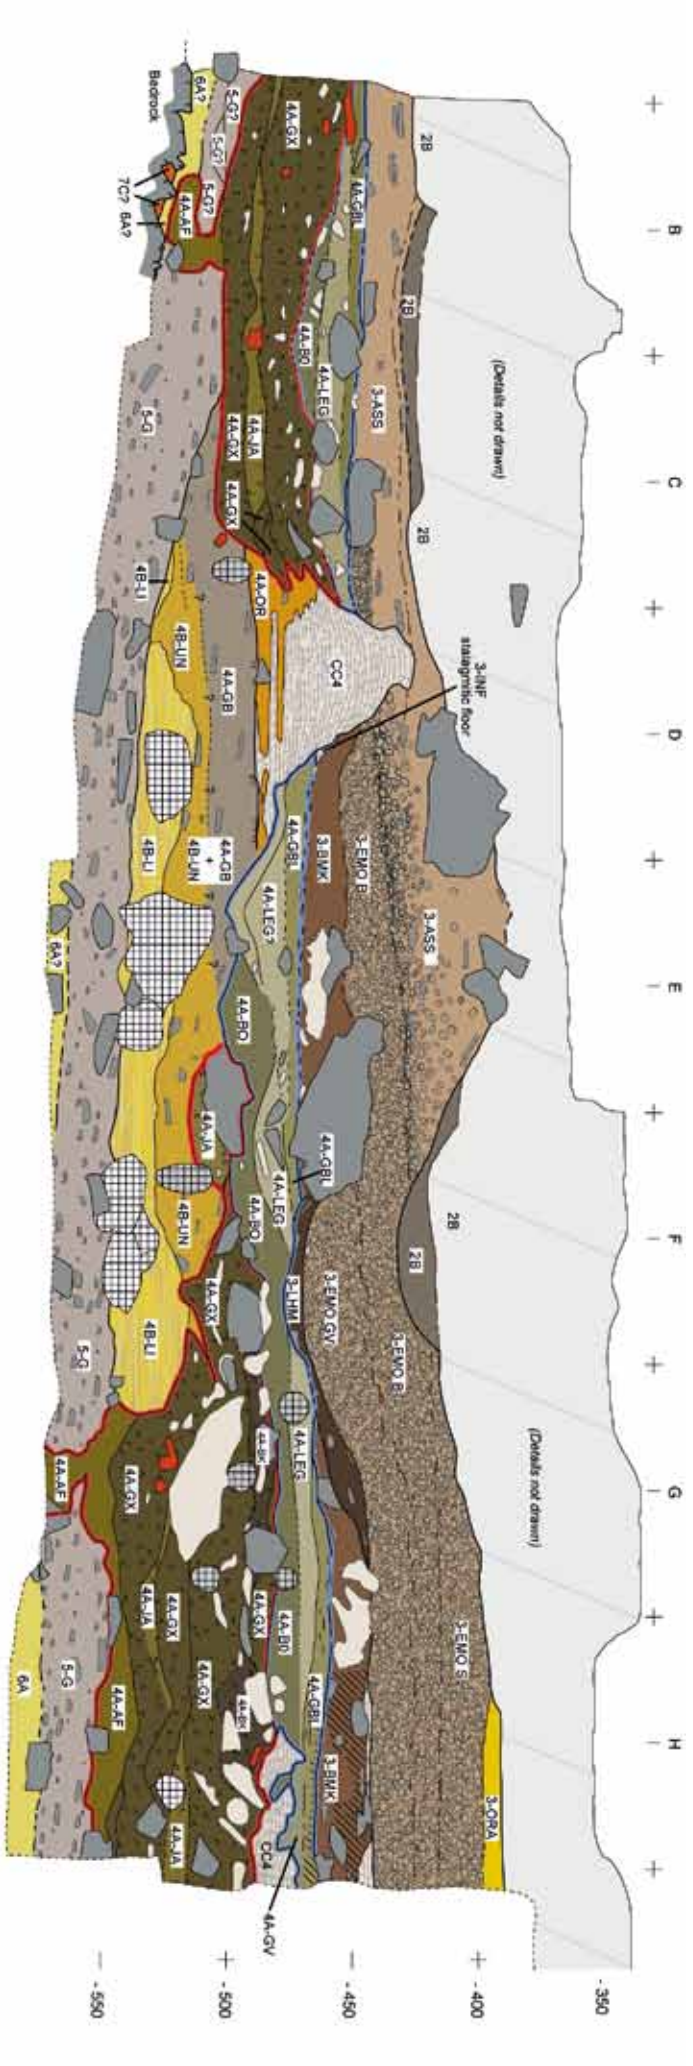 B
C
D
E
F
G
H
- 350
- 400
- 450
- 500
- 550
(Details not drawn)
(Details not drawn)
2B
2B
2B
2B
2B
3-ASS
3-ASS
3-INF
stalagmitic floor
3-EMO B
3-EMO B
3-EMO GV
3-EMO S
3-ORA
3-BMK
3-BMK
3-LHM
CC4
CC4
4A-GBL
4A-GBL
4A-GBL
4A-GBL
4A-GX
4A-B0
4A-LEG
4A-JA
4A-GX
4A-GX
4A-OR
4A-GB
4A-GB
+
4B-UN
4A-LEG?
4A-BO
4A-JA
4A-BO
4A-LEG
4A-LEG
4A-GX
4A-BK
4A-GX
4A-B0
4A-GX
4A-JA
4A-GX
4A-GX
4A-BK
4A-AF
4A-JA
4A-GV
4A-AF
4A-AF
4B-LI
4B-UN
4B-LI
4B-UN
4B-LI
5-G?
5-G?
5-G?
5-G
5-G
5-G
6A?
6A?
6A?
6A
7C?
Bedrock
?
?
?
?
?